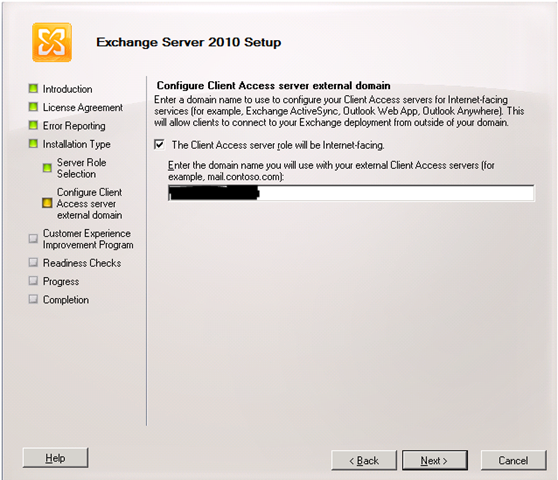 Exchange Server 2010 Setup
Introduction
License Agreement
Error Reporting
Installation Type
Server Role
Selection
Configure Client
Access server
external domain
Customer Experience
Improvement Program
Readiness Checks
Progress
Completion
Configure Client Access server external domain
Enter a domain name to use to configure your Client Access servers for Internet-facing
services (for example, Exchange ActiveSync, Outlook Web App, Outlook Anywhere). This
will allow clients to connect to your Exchange deployment from outside of your domain.
The Client Access server role will be Internet-facing.
Enter the domain name you will use with your external Client Access servers (for
example, mail.contoso.com):
Help
< Back
Next >
Cancel